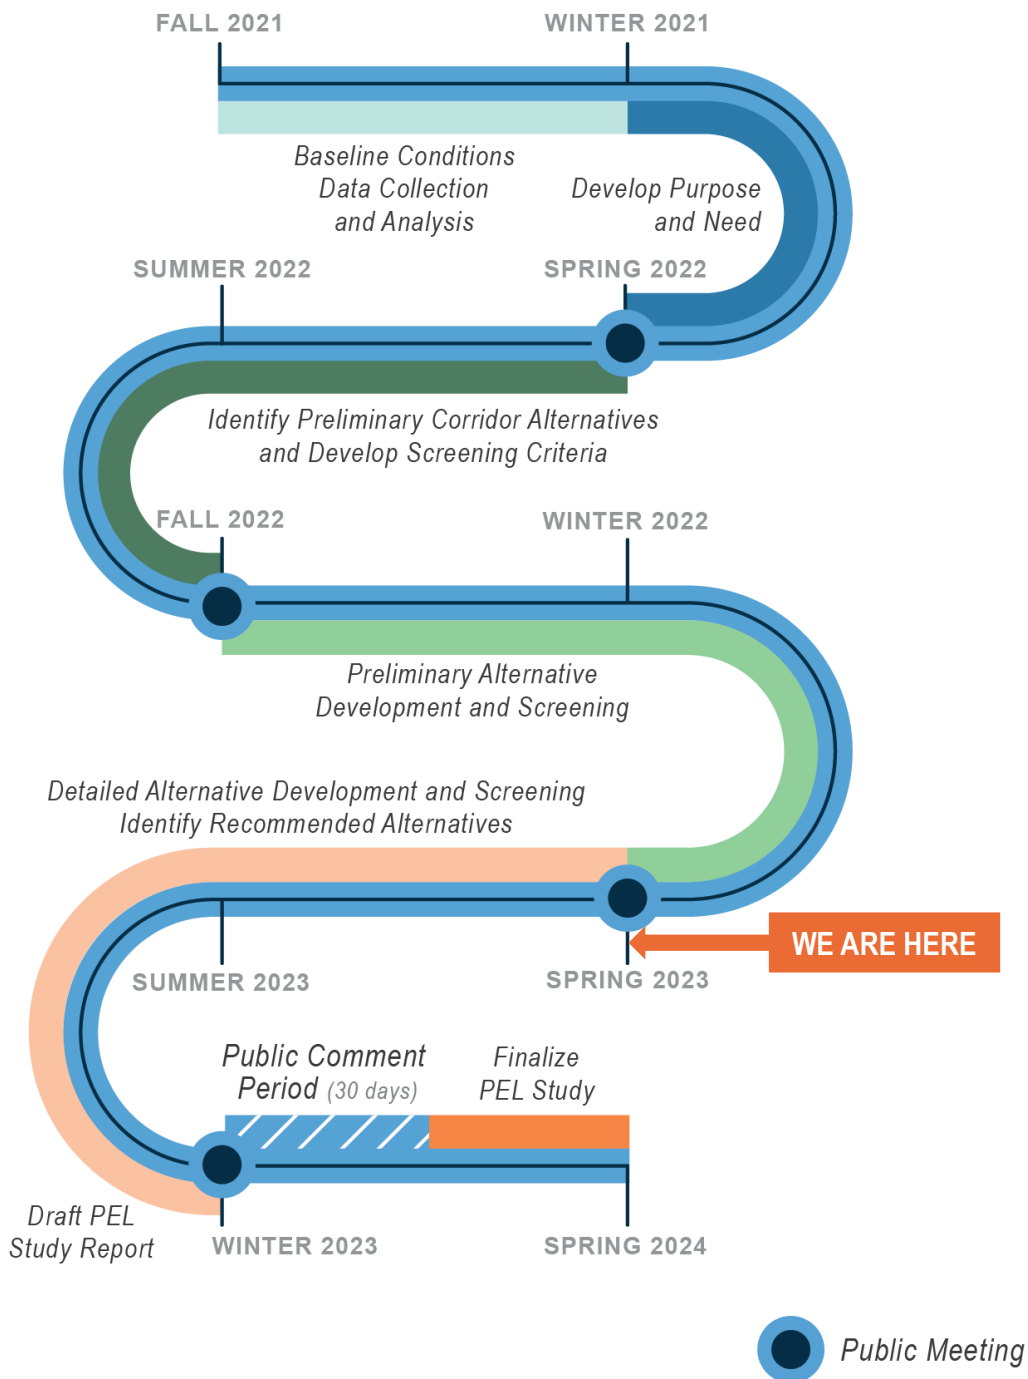 FALL 2021
WINTER 2021
Baseline Conditions
Data Collection
and Analysis
Develop Purpose
and Need
SUMMER 2022
SPRING 2022
Identify Preliminary Corridor Alternatives
and Develop Screening Criteria
FALL 2022
WINTER 2022
Preliminary Alternative
Development and Screening
Detailed Alternative Development and Screening
Identify Recommended Alternatives
WE ARE HERE
SUMMER 2023
SPRING 2023
Public Comment
Period (30 days)
Finalize
PEL Study
Draft PEL
Study Report
WINTER 2023
SPRING 2024
Public Meeting